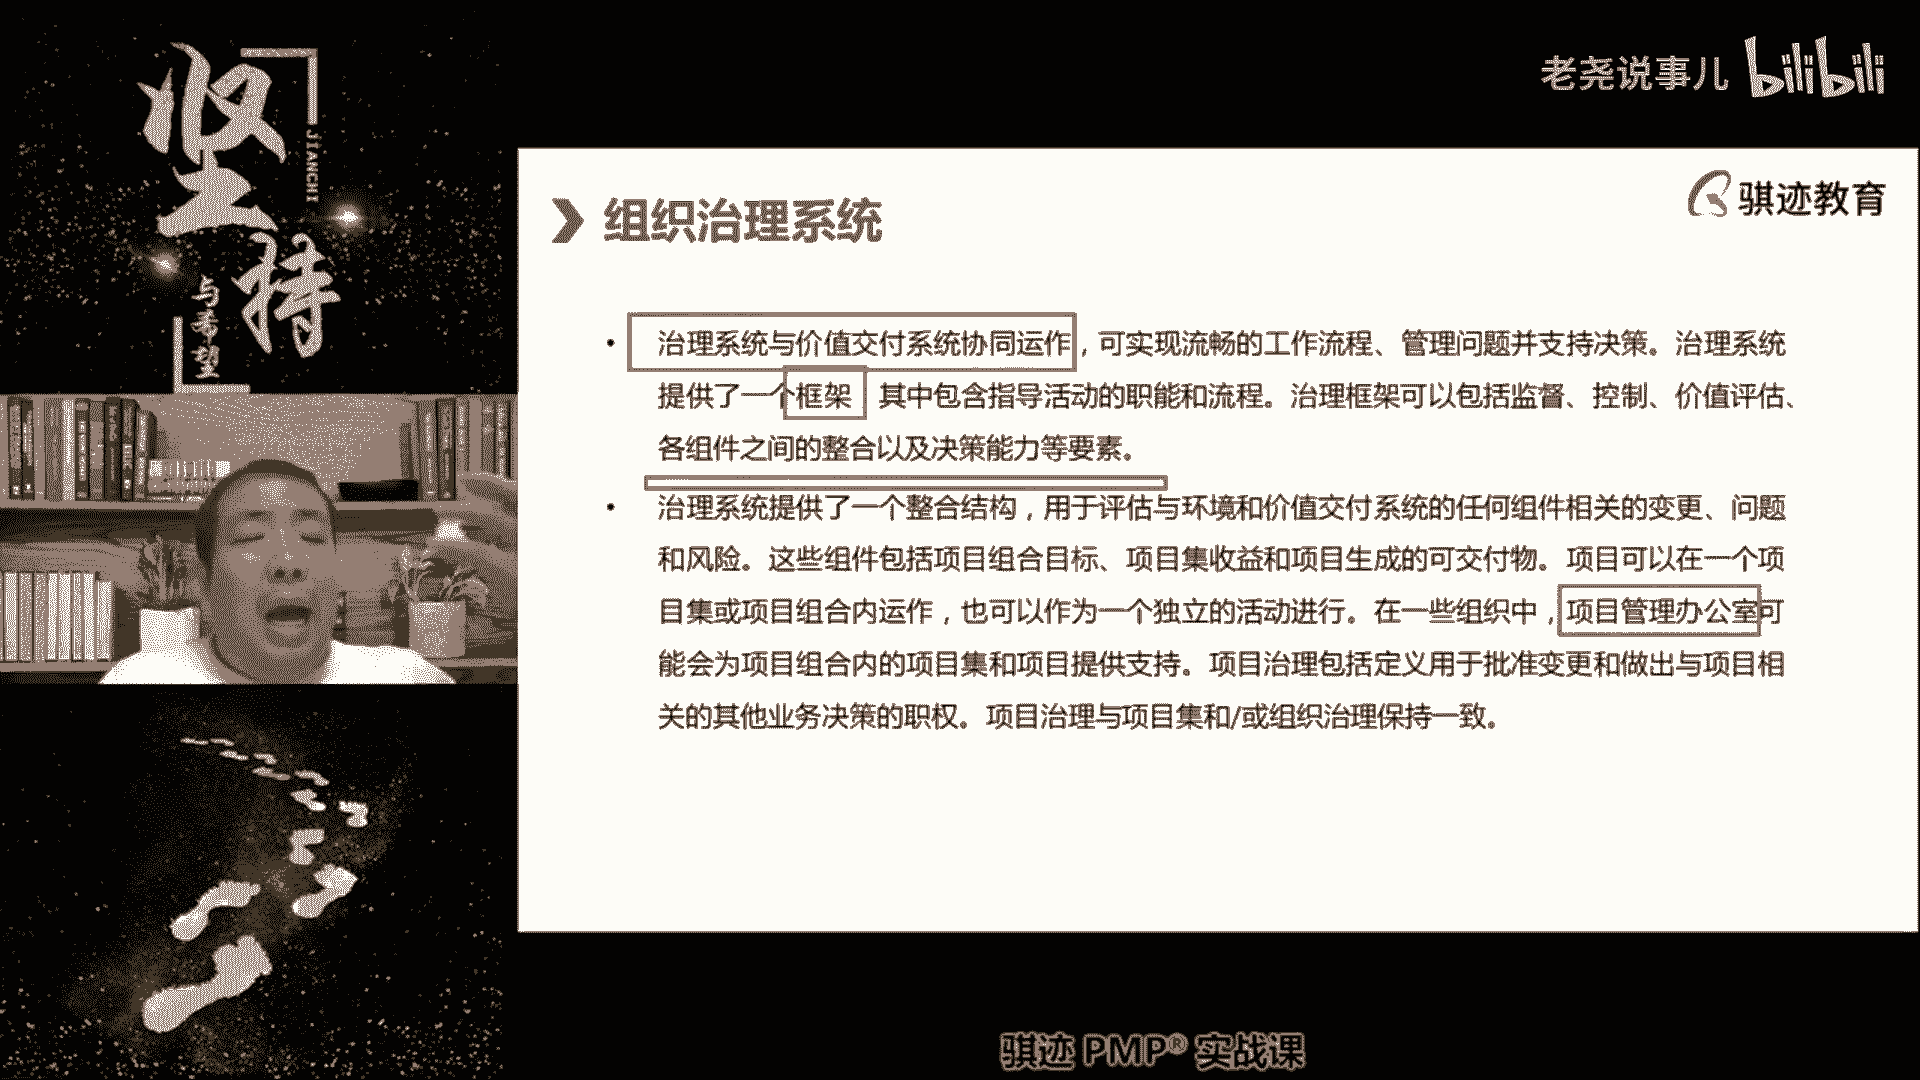 坚持
JIANCHI
与希望
老尧说事儿 bilibili
骐迹教育
组织治理系统
• 治理系统与价值交付系统协同运作，可实现流畅的工作流程、管理问题并支持决策。治理系统
提供了一个框架 其中包含指导活动的职能和流程。治理框架可以包括监督、控制、价值评估、
各组件之间的整合以及决策能力等要素。
• 治理系统提供了一个整合结构，用于评估与环境和价值交付系统的任何组件相关的变更、问题
和风险。这些组件包括项目组合目标、项目集收益和项目生成的可交付物。项目可以在一个项
目集或项目组合内运作，也可以作为一个独立的活动进行。在一些组织中，项目管理办公室可
能会为项目组合内的项目集和项目提供支持。项目治理包括定义用于批准变更和做出与项目相
关的其他业务决策的职权。项目治理与项目集和/或组织治理保持一致。
骐迹 PMP® 实战课